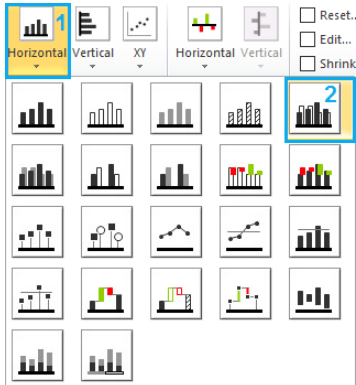 1
Horizontal Vertical XY Horizontal Vertical
Reset..
Edit...
Shrink
2